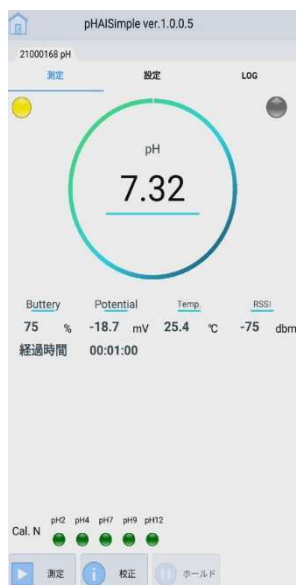 pHAISimple ver.1.0.0.5
21000168 pH
測定 設定 LOG
pH
7.32
Buttery Potential Temp. RSSI
75 % -18.7 mV 25.4 ℃ -75 dbm
経過時間 00:01:00
pH2 pH4 pH7 pH9 pH12
Cal. N
測定 校正 ホールド